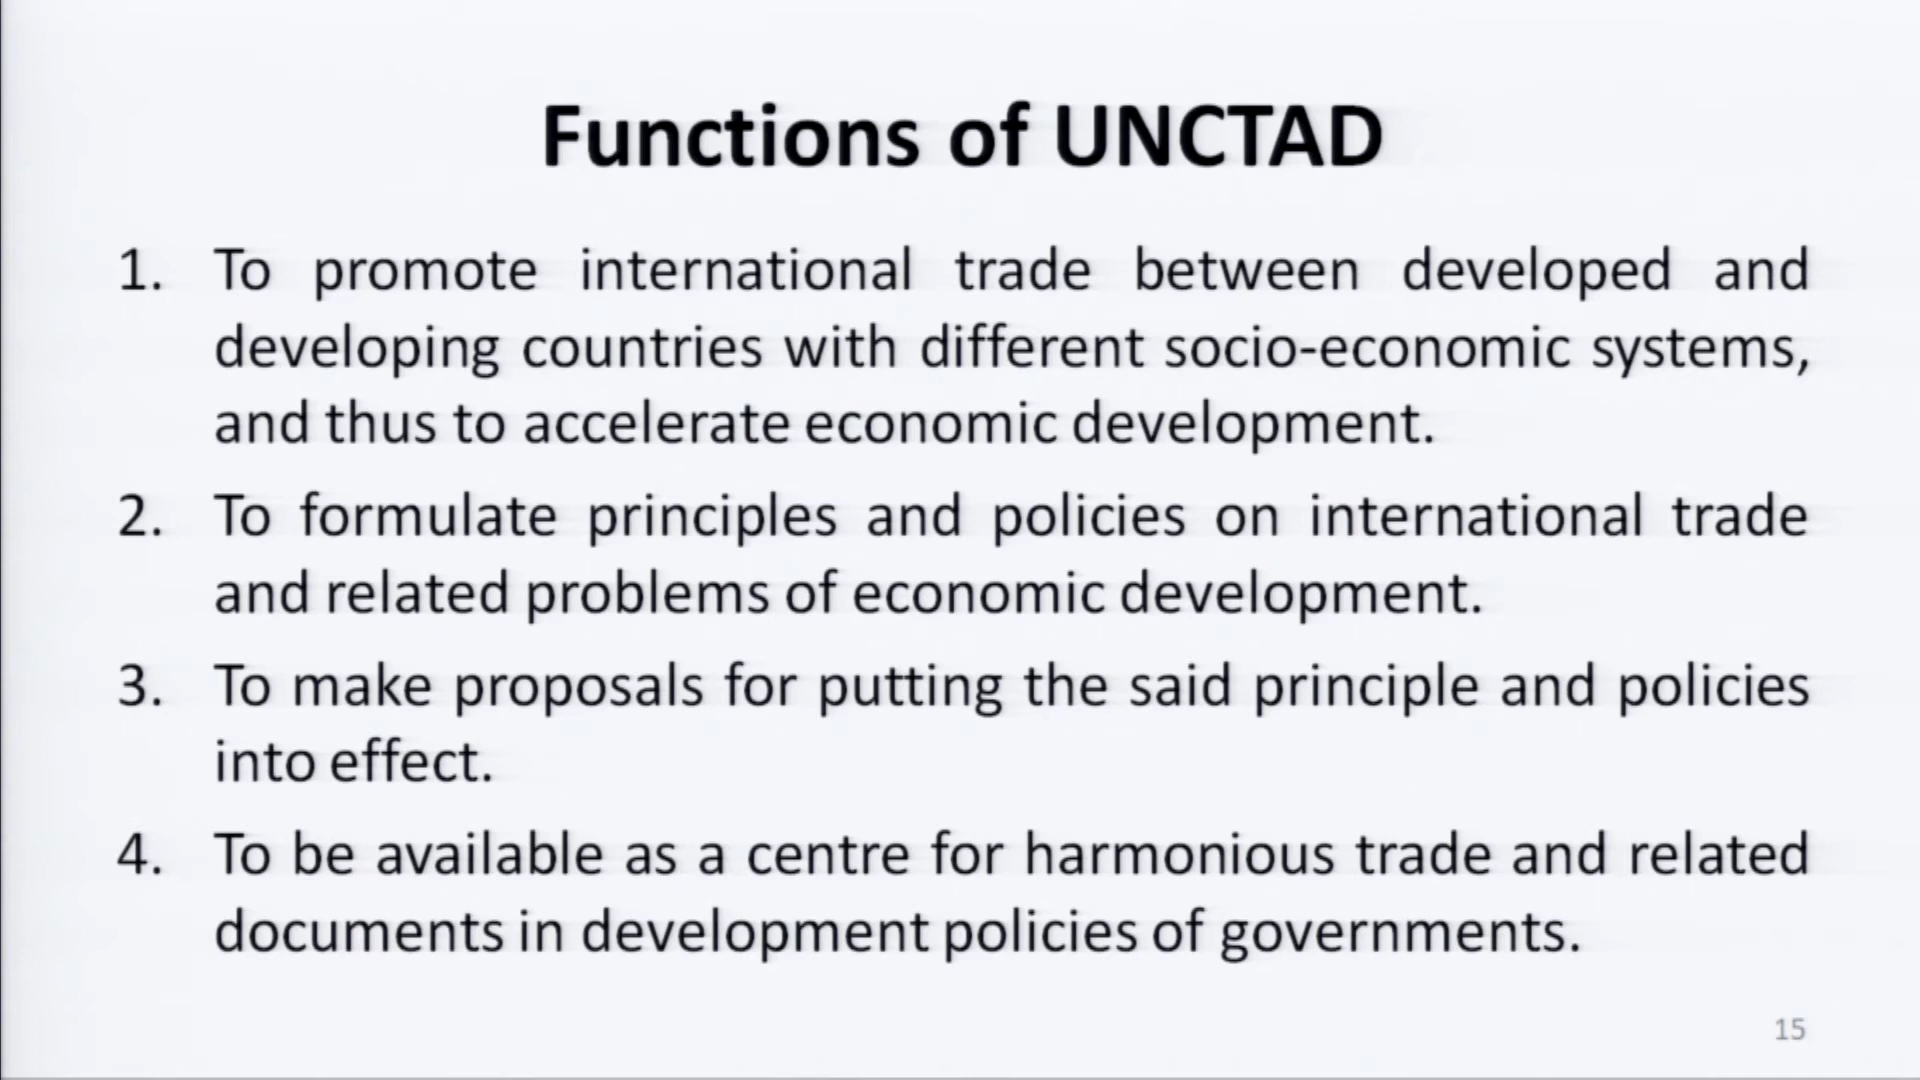 Functions of UNCTAD
1. To promote international trade between developed and
developing countries with different socio-economic systems,
and thus to accelerate economic development.
2. To formulate principles and policies on international trade
and related problems of economic development.
3. To make proposals for putting the said principle and policies
into effect.
4. To be available as a centre for harmonious trade and related
documents in development policies of governments.
15